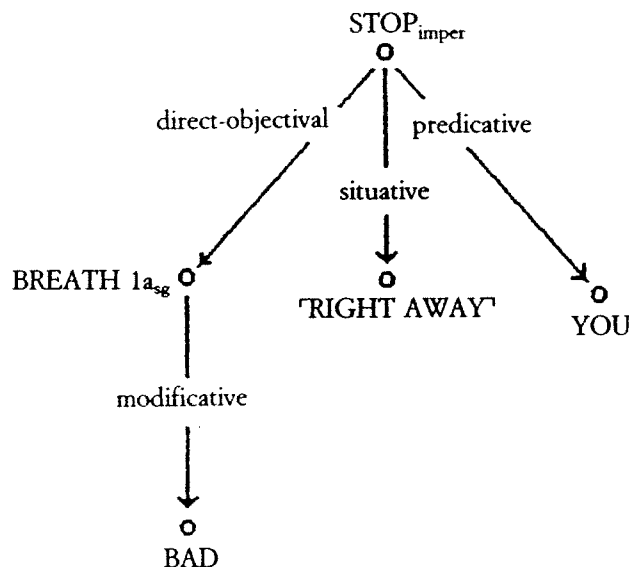 STOPimper
direct-objectival
predicative
situative
BREATH 1asg
⌜RIGHT AWAY⌝
YOU
modificative
BAD